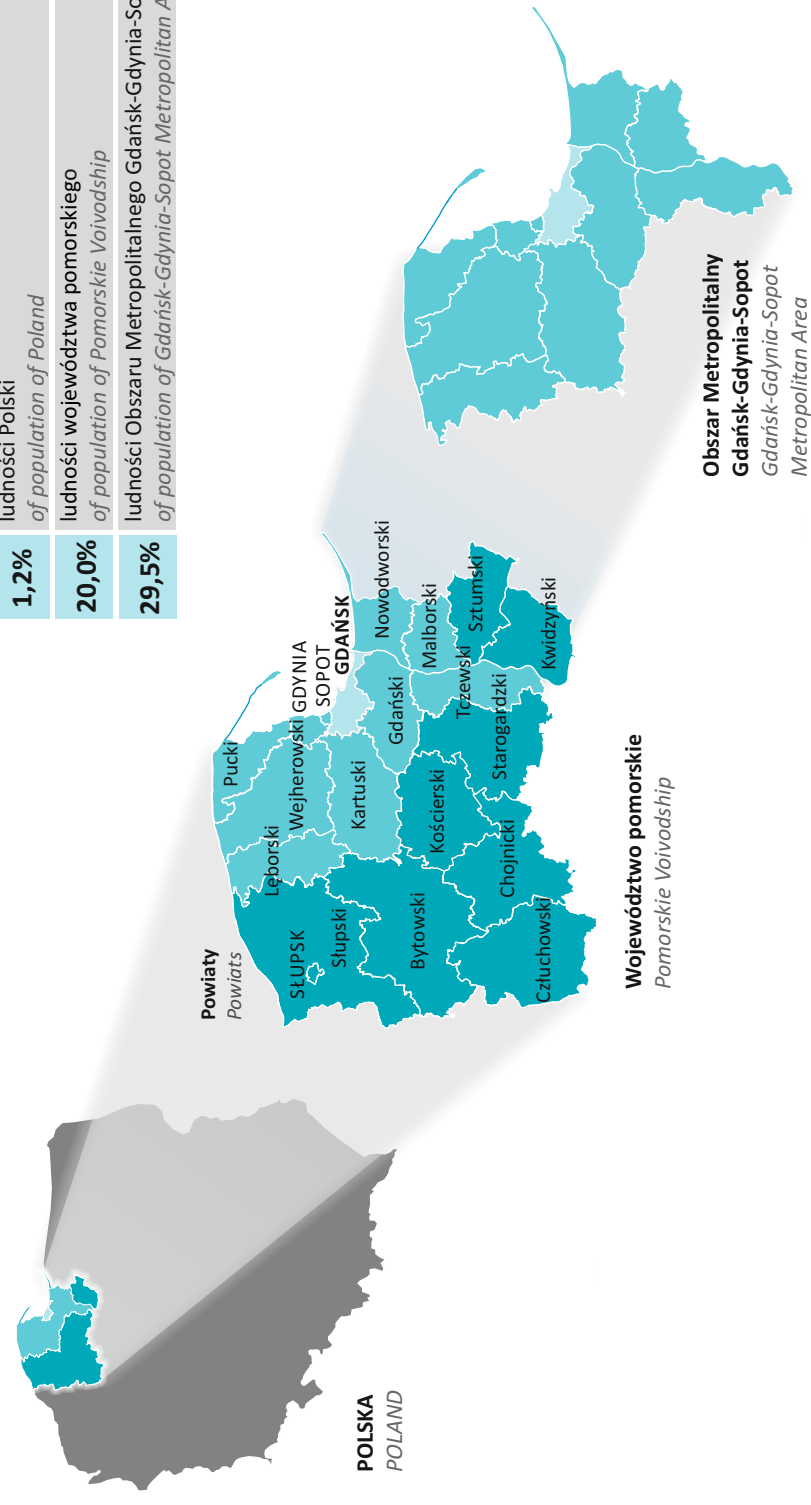 1,2%
ludności Polski
of population of Poland
20,0%
ludności województwa pomorskiego
of population of Pomorskie Voivodship
29,5%
ludności Obszaru Metropolitalnego Gdańsk-Gdynia-So
of population of Gdańsk-Gdynia-Sopot Metropolitan A
POLSKA
POLAND
Powiaty
Powiats
Pucki
Lęborski
Wejherowski
GDYNIA
SOPOT
GDAŃSK
SŁUPSK
Słupski
Kartuski
Gdański
Nowodworski
Malborski
Bytowski
Kościerski
Tczewski
Sztumski
Starogardzki
Chojnicki
Człuchowski
Kwidzyński
Województwo pomorskie
Pomorskie Voivodship
Obszar Metropolitalny
Gdańsk-Gdynia-Sopot
Gdańsk-Gdynia-Sopot
Metropolitan Area